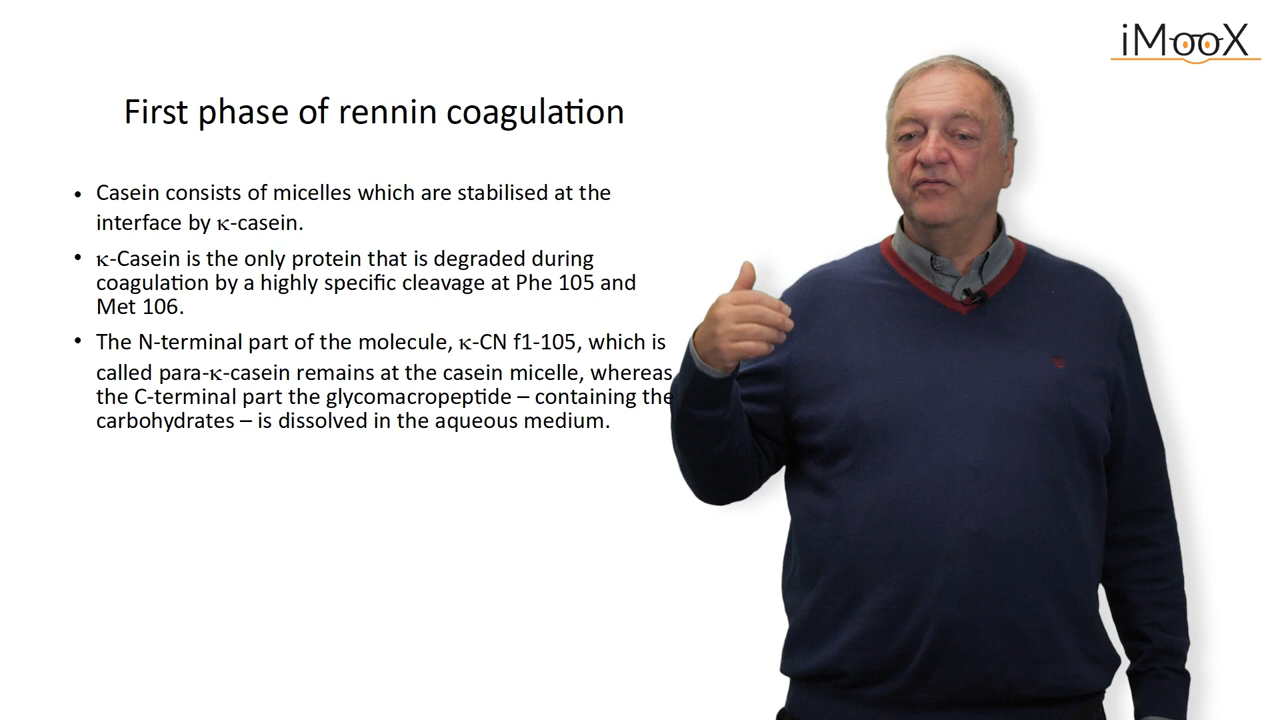 iMooX
First phase of rennin coagulation
• Casein consists of micelles which are stabilised at the
interface by κ-casein.
• κ-Casein is the only protein that is degraded during
coagulation by a highly specific cleavage at Phe 105 and
Met 106.
• The N-terminal part of the molecule, κ-CN f1-105, which is
called para-κ-casein remains at the casein micelle, whereas
the C-terminal part the glycomacropeptide – containing the
carbohydrates – is dissolved in the aqueous medium.